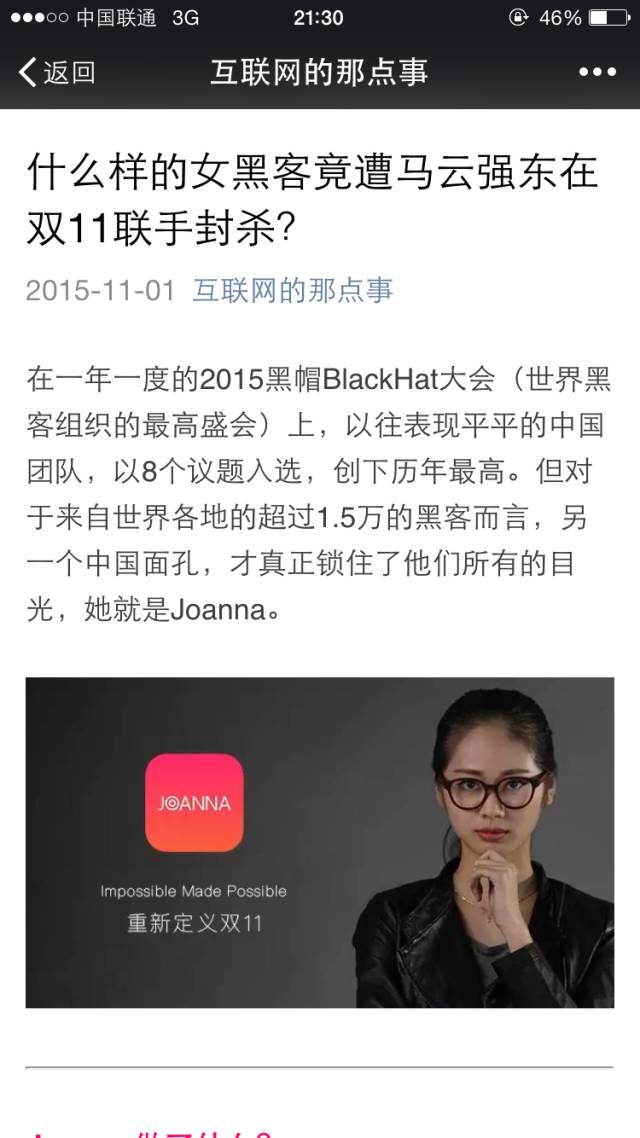 中国联通 3G 21:30 46%
返回 互联网的那点事
什么样的女黑客竟遭马云强东在
双11联手封杀？
2015-11-01 互联网的那点事
在一年一度的2015黑帽BlackHat大会（世界黑
客组织的最高盛会）上，以往表现平平的中国
团队，以8个议题入选，创下历年最高。但对
于来自世界各地的超过1.5万的黑客而言，另
一个中国面孔，才真正锁住了他们所有的目
光，她就是Joanna。
JOANNA
Impossible Made Possible
重新定义双11